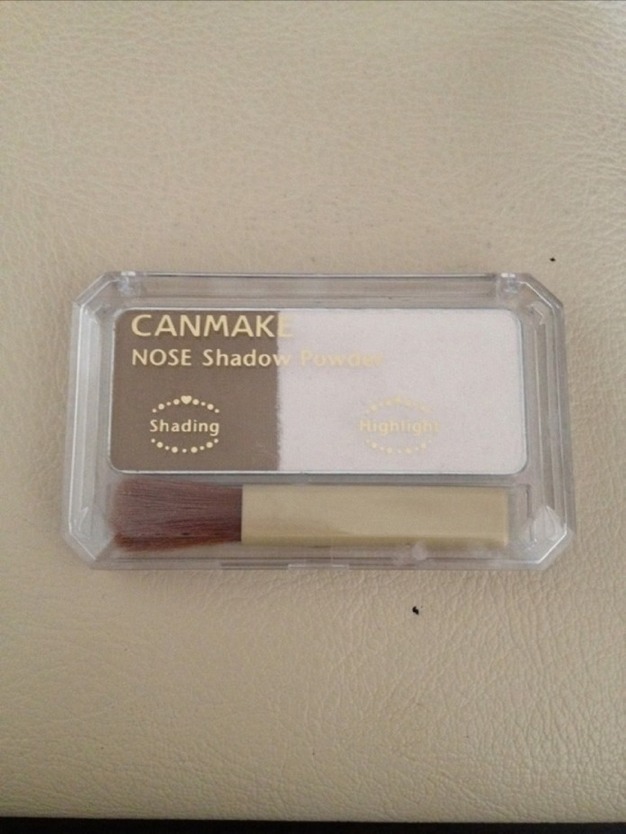 CANMAKE
NOSE Shadow Powder
Shading
Highlight